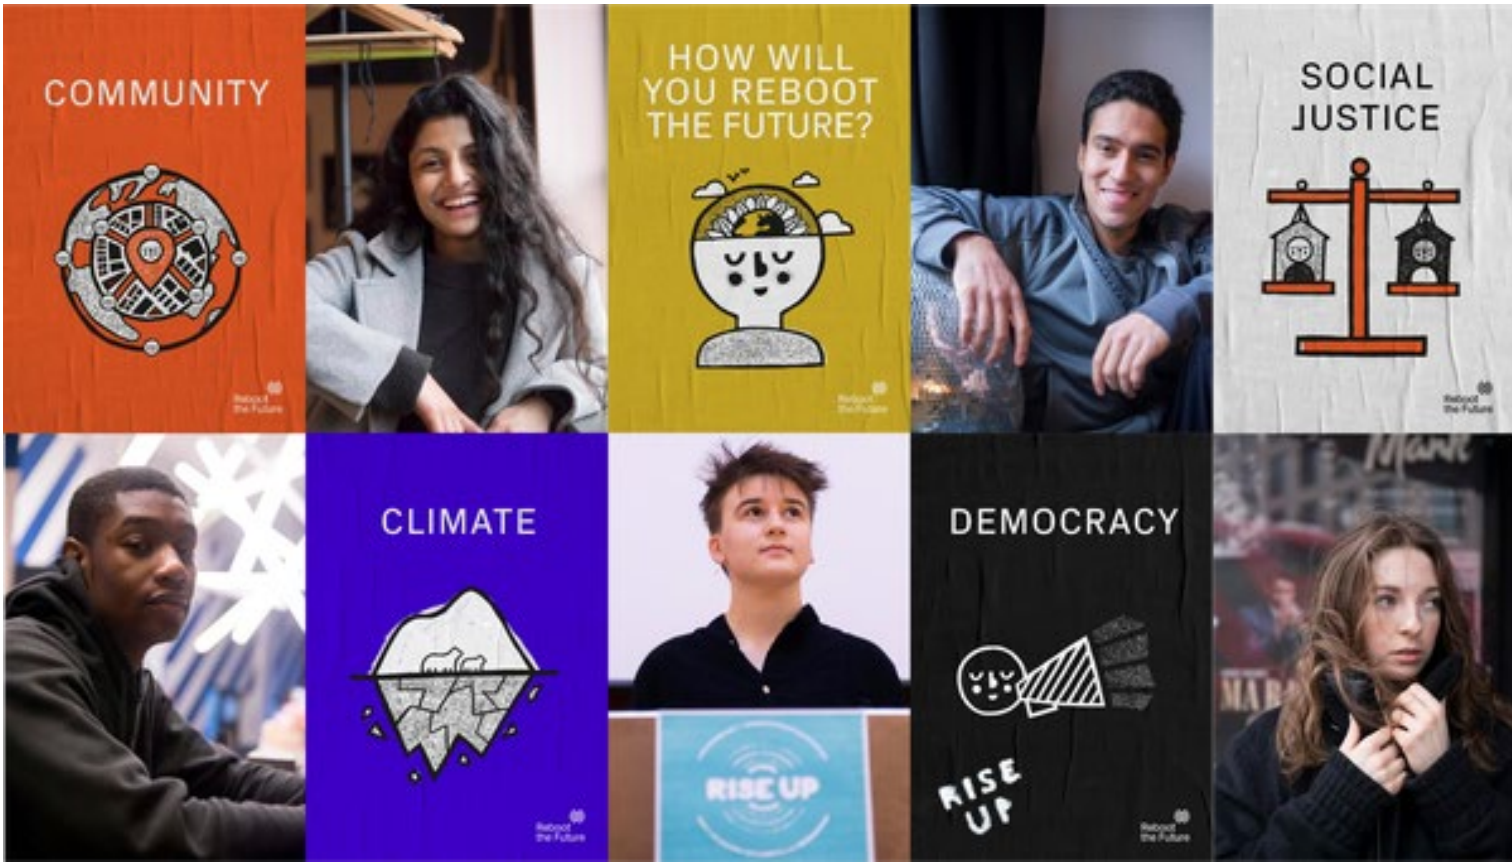 COMMUNITY
Reboot
the Future
HOW WILL
YOU REBOOT
THE FUTURE?
Reboot
the Future
SOCIAL
JUSTICE
Reboot
the Future
CLIMATE
Reboot
the Future
RISE UP
DEMOCRACY
RISE
UP
Reboot
the Future
Mark